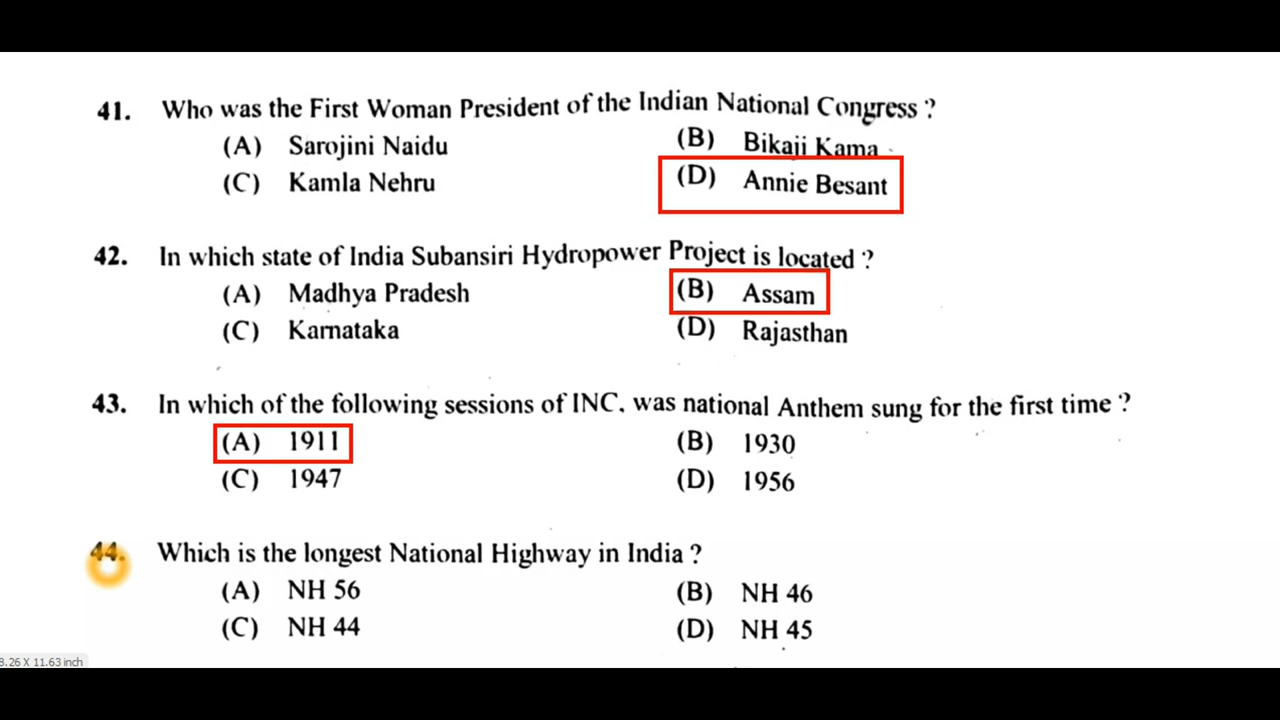 41. Who was the First Woman President of the Indian National Congress ?
(A) Sarojini Naidu (B) Bikaji Kama
(C) Kamla Nehru (D) Annie Besant
42. In which state of India Subansiri Hydropower Project is located ?
(A) Madhya Pradesh (B) Assam
(C) Karnataka (D) Rajasthan
43. In which of the following sessions of INC, was national Anthem sung for the first time ?
(A) 1911 (B) 1930
(C) 1947 (D) 1956
44. Which is the longest National Highway in India ?
(A) NH 56 (B) NH 46
(C) NH 44 (D) NH 45
8.26 X 11.63 inch